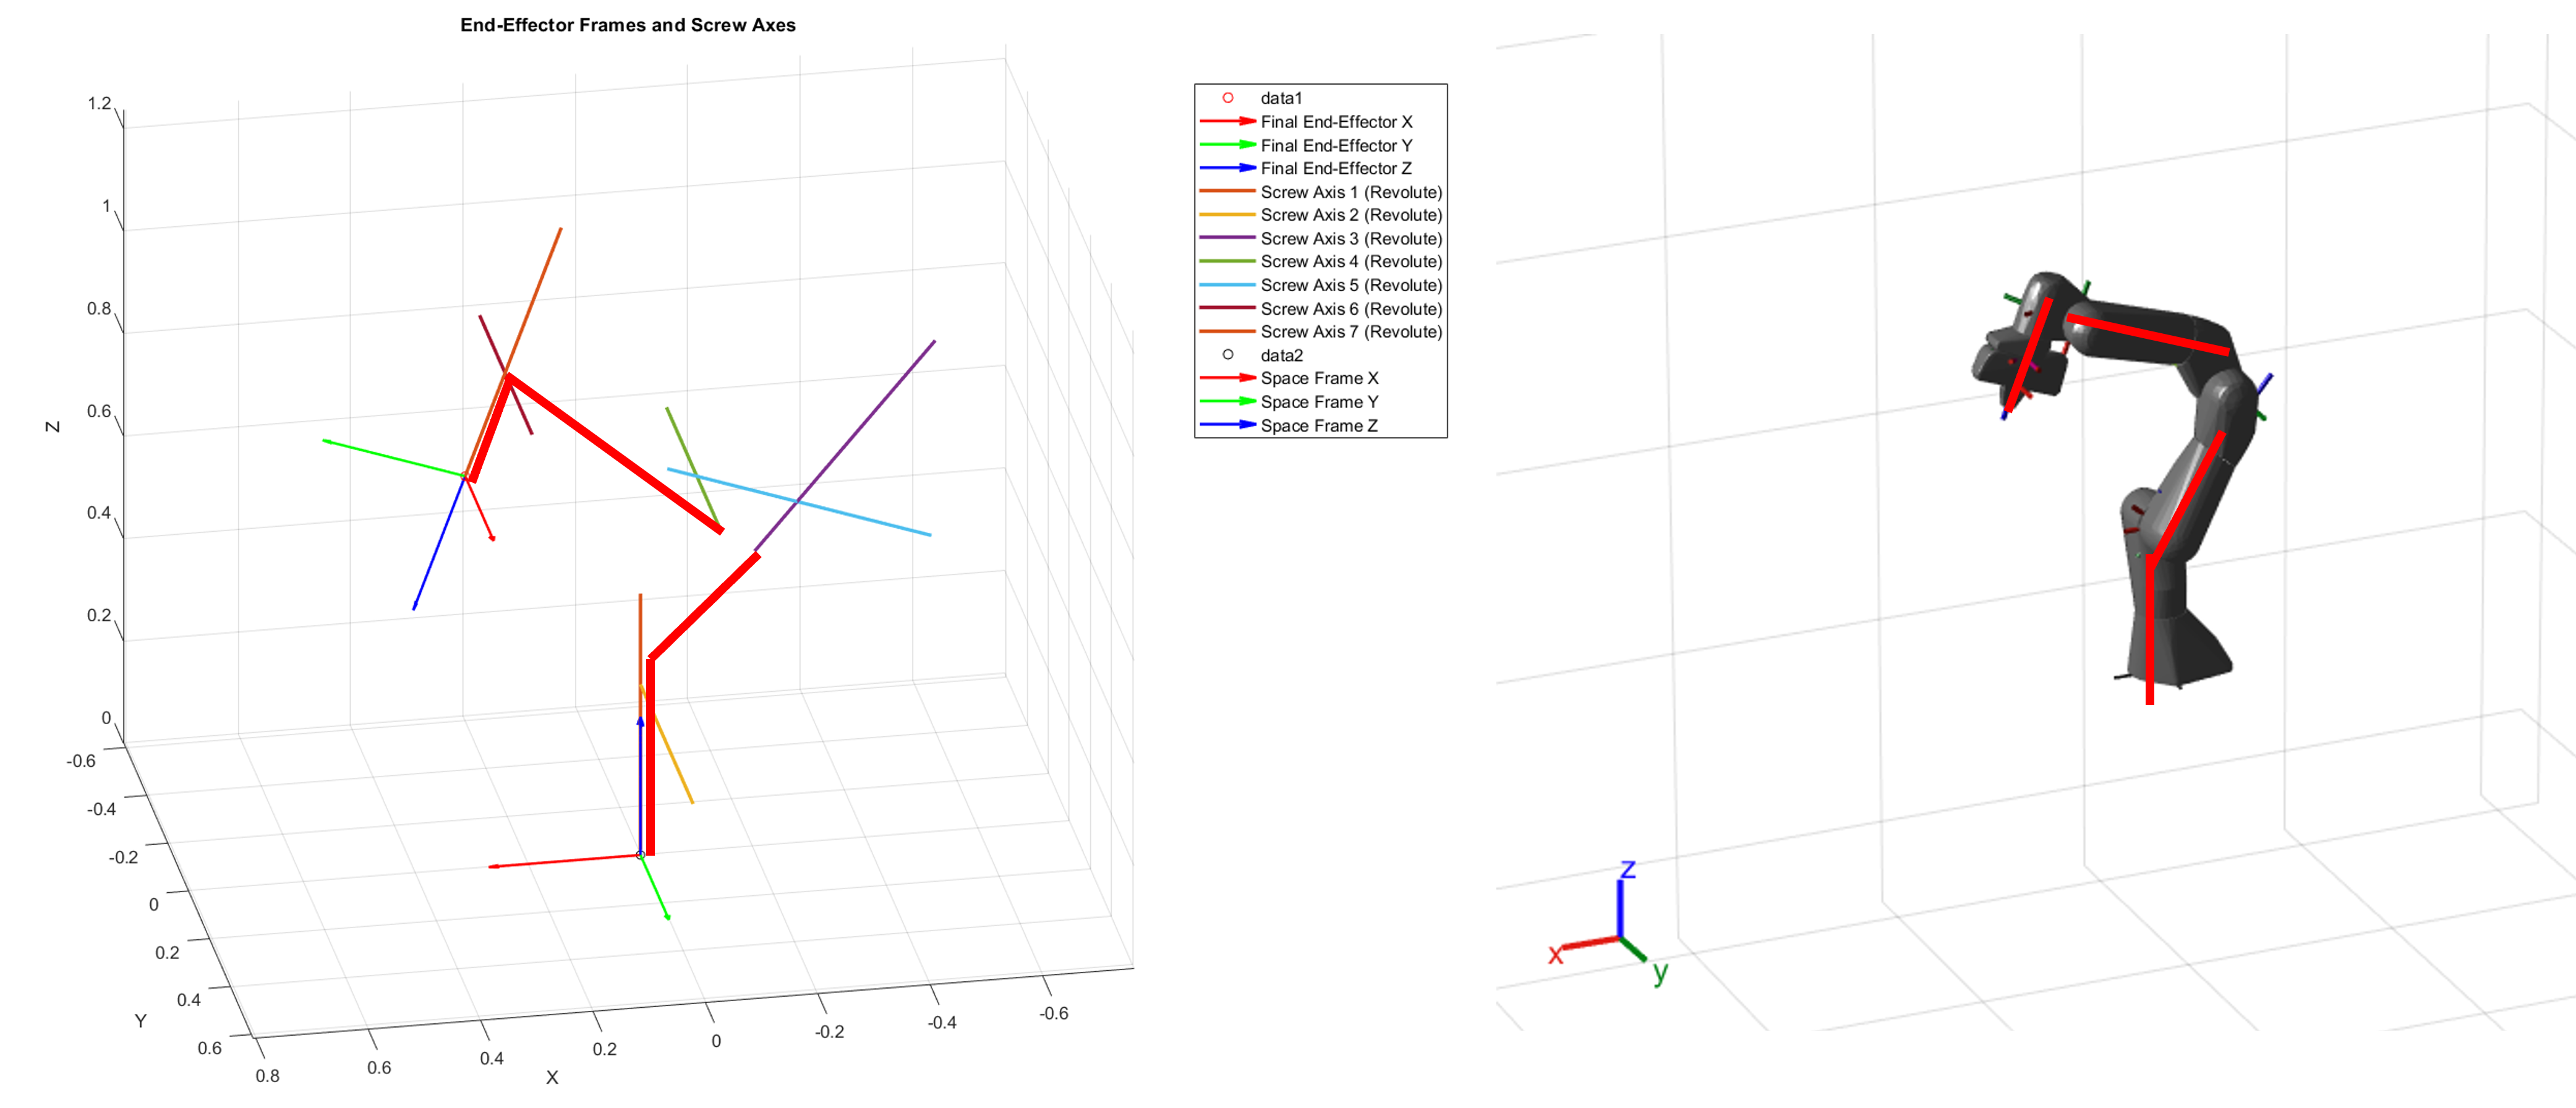 End-Effector Frames and Screw Axes
1.2
1
0.8
0.6
0.4
0.2
0
Z
-0.6
-0.4
-0.2
0
0.2
0.4
0.6
Y
0.8
0.6
0.4
0.2
0
-0.2
-0.4
-0.6
X
data1
Final End-Effector X
Final End-Effector Y
Final End-Effector Z
Screw Axis 1 (Revolute)
Screw Axis 2 (Revolute)
Screw Axis 3 (Revolute)
Screw Axis 4 (Revolute)
Screw Axis 5 (Revolute)
Screw Axis 6 (Revolute)
Screw Axis 7 (Revolute)
data2
Space Frame X
Space Frame Y
Space Frame Z
z
x
y